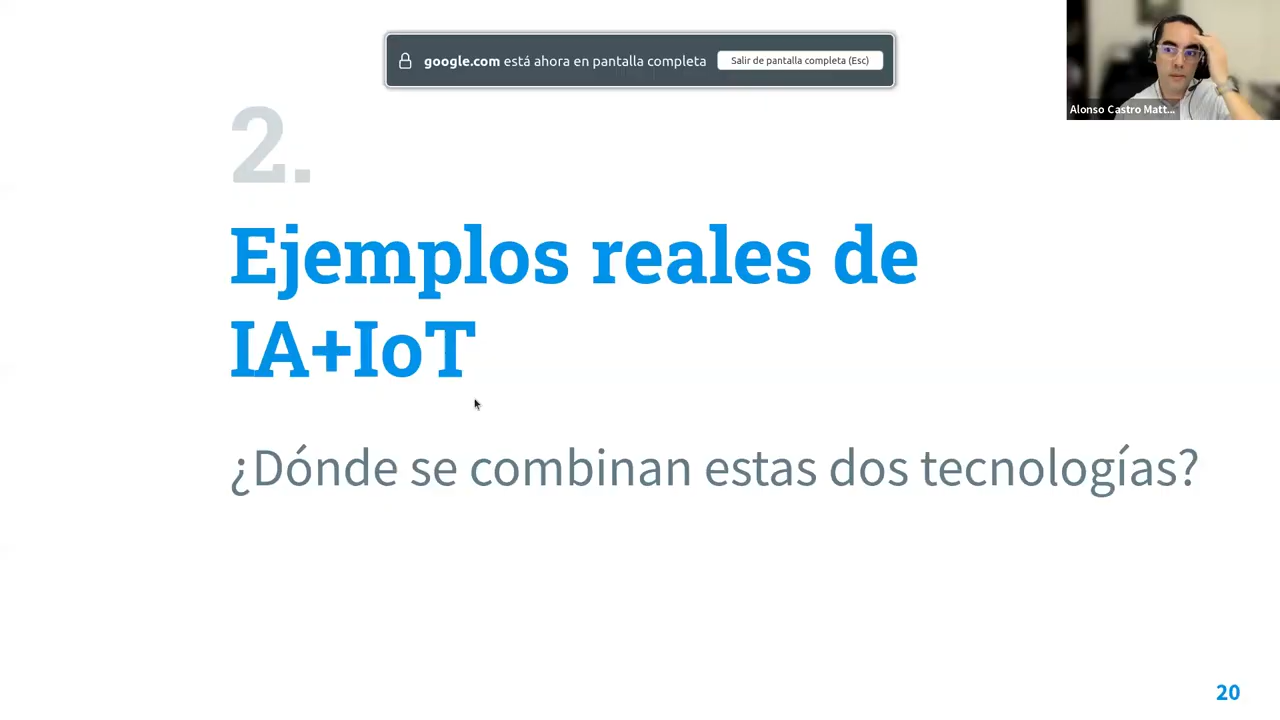 google.com está ahora en pantalla completa
Salir de pantalla completa (Esc)
Alonso Castro Matt...
2.
Ejemplos reales de
IA+IoT
¿Dónde se combinan estas dos tecnologías?
20